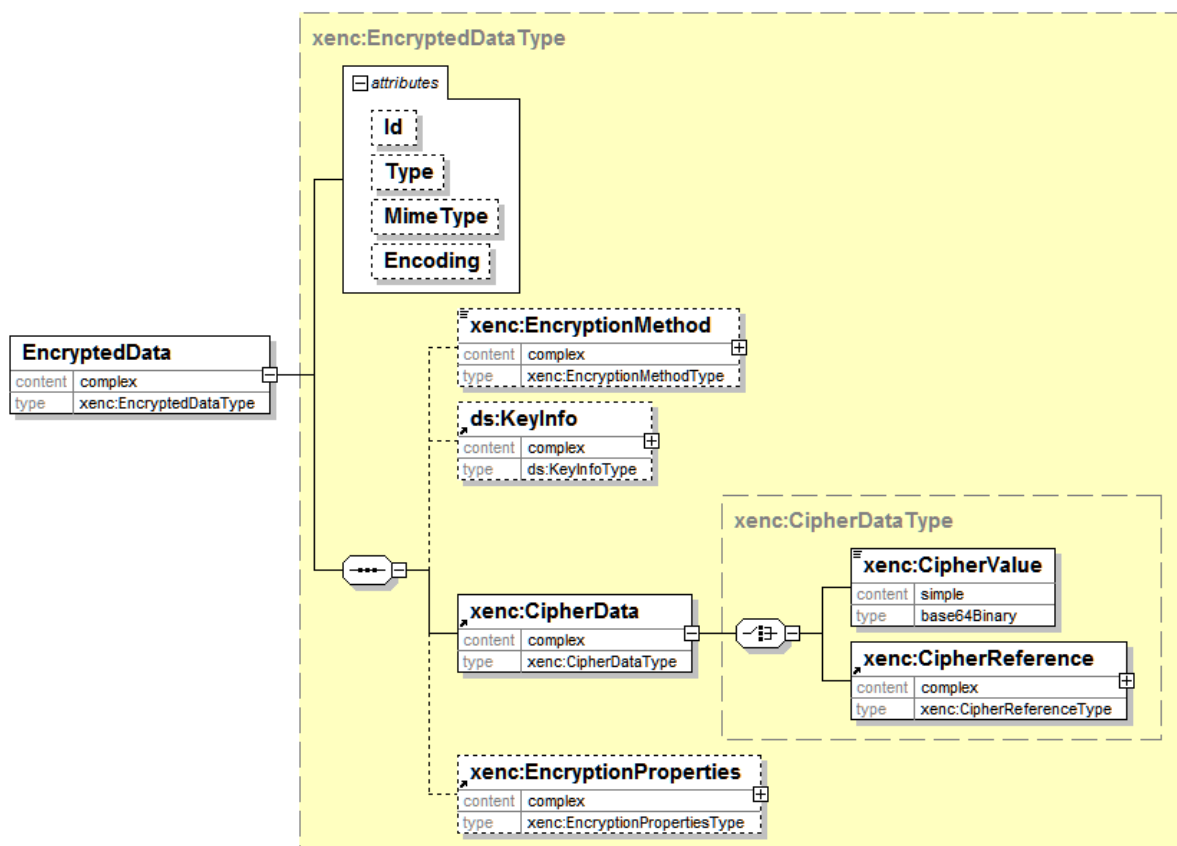 xenc:EncryptedDataType
attributes
Id
Type
MimeType
Encoding
EncryptedData
content complex
type xenc:EncryptedDataType
xenc:EncryptionMethod
content complex
type xenc:EncryptionMethodType
ds:KeyInfo
content complex
type ds:KeyInfoType
xenc:CipherData
content complex
type xenc:CipherDataType
xenc:CipherDataType
xenc:CipherValue
content simple
type base64Binary
xenc:CipherReference
content complex
type xenc:CipherReferenceType
xenc:EncryptionProperties
content complex
type xenc:EncryptionPropertiesType